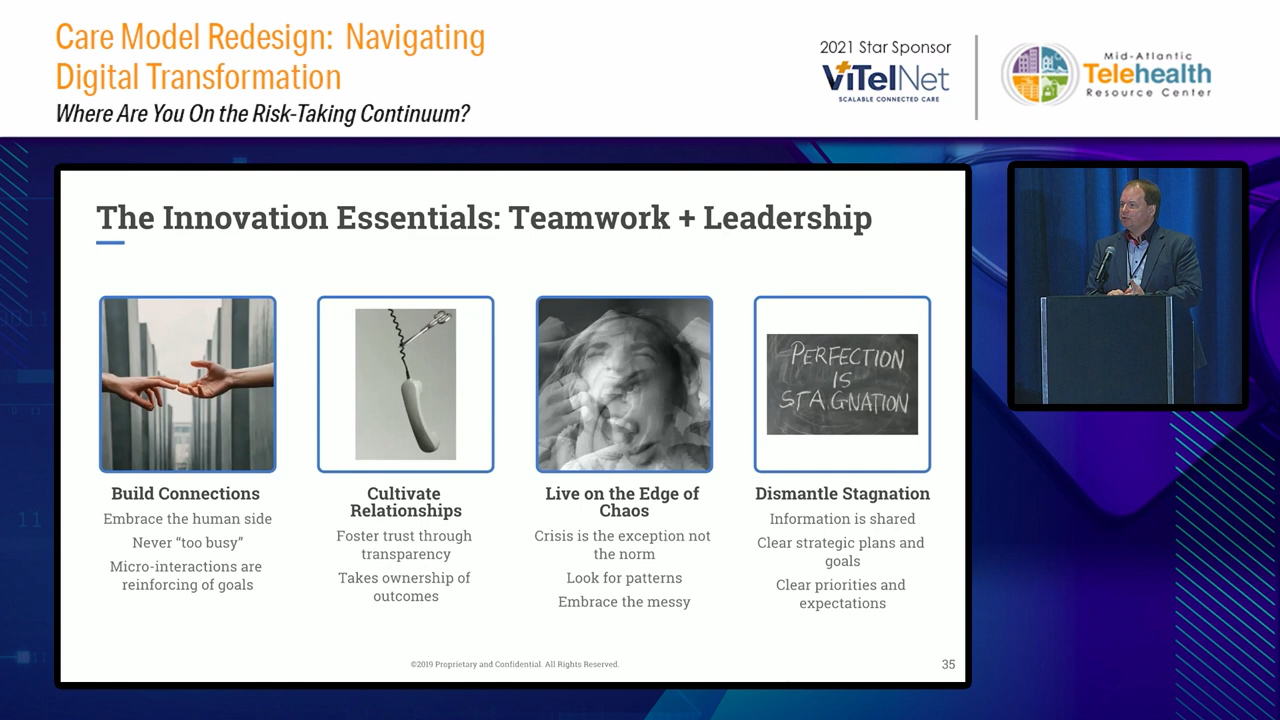 Care Model Redesign: Navigating
Digital Transformation
Where Are You On the Risk-Taking Continuum?
2021 Star Sponsor
ViTelNet
SCALABLE CONNECTED CARE
Mid-Atlantic
Telehealth
Resource Center
The Innovation Essentials: Teamwork + Leadership
PERFECTION
IS
STAGNATION
Build Connections
Embrace the human side
Never “too busy”
Micro-interactions are
reinforcing of goals
Cultivate
Relationships
Foster trust through
transparency
Takes ownership of
outcomes
Live on the Edge of
Chaos
Crisis is the exception not
the norm
Look for patterns
Embrace the messy
Dismantle Stagnation
Information is shared
Clear strategic plans and
goals
Clear priorities and
expectations
©2019 Proprietary and Confidential. All Rights Reserved.
35